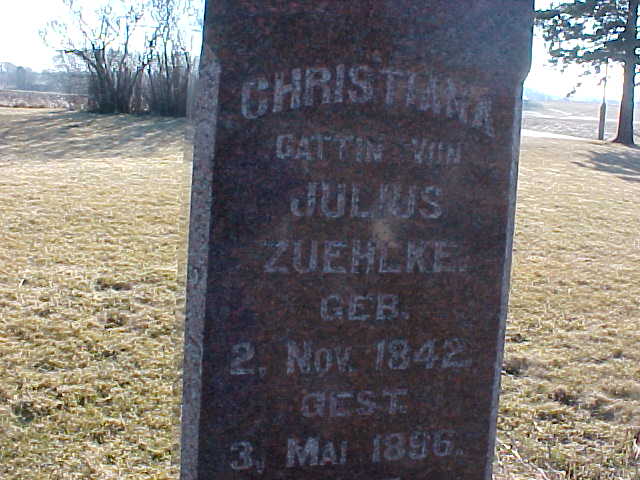 CHRISTIANA
GATTIN VON
JULIUS
ZUEHLKE.
GEB.
2, NOV. 1842.
GEST.
3, MAI 1896.